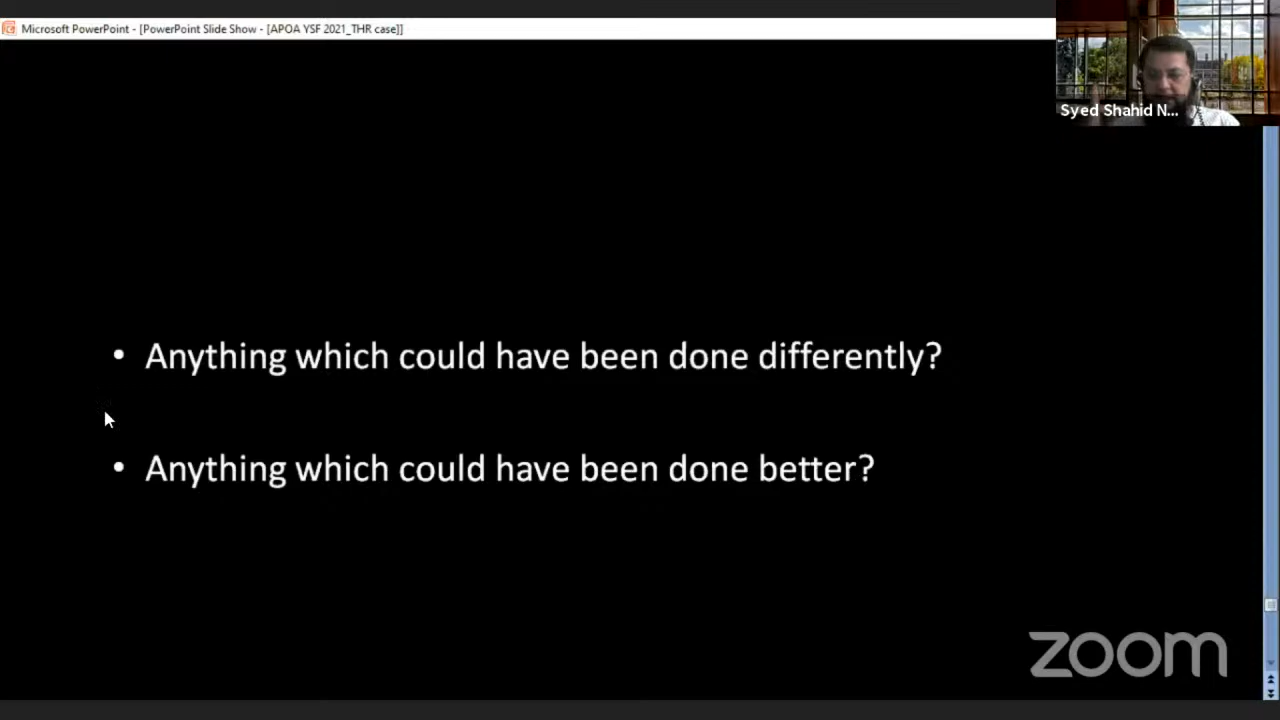 Microsoft PowerPoint - [PowerPoint Slide Show - [APOA YSF 2021_THR case]]
Syed Shahid N...
• Anything which could have been done differently?
• Anything which could have been done better?
zoom